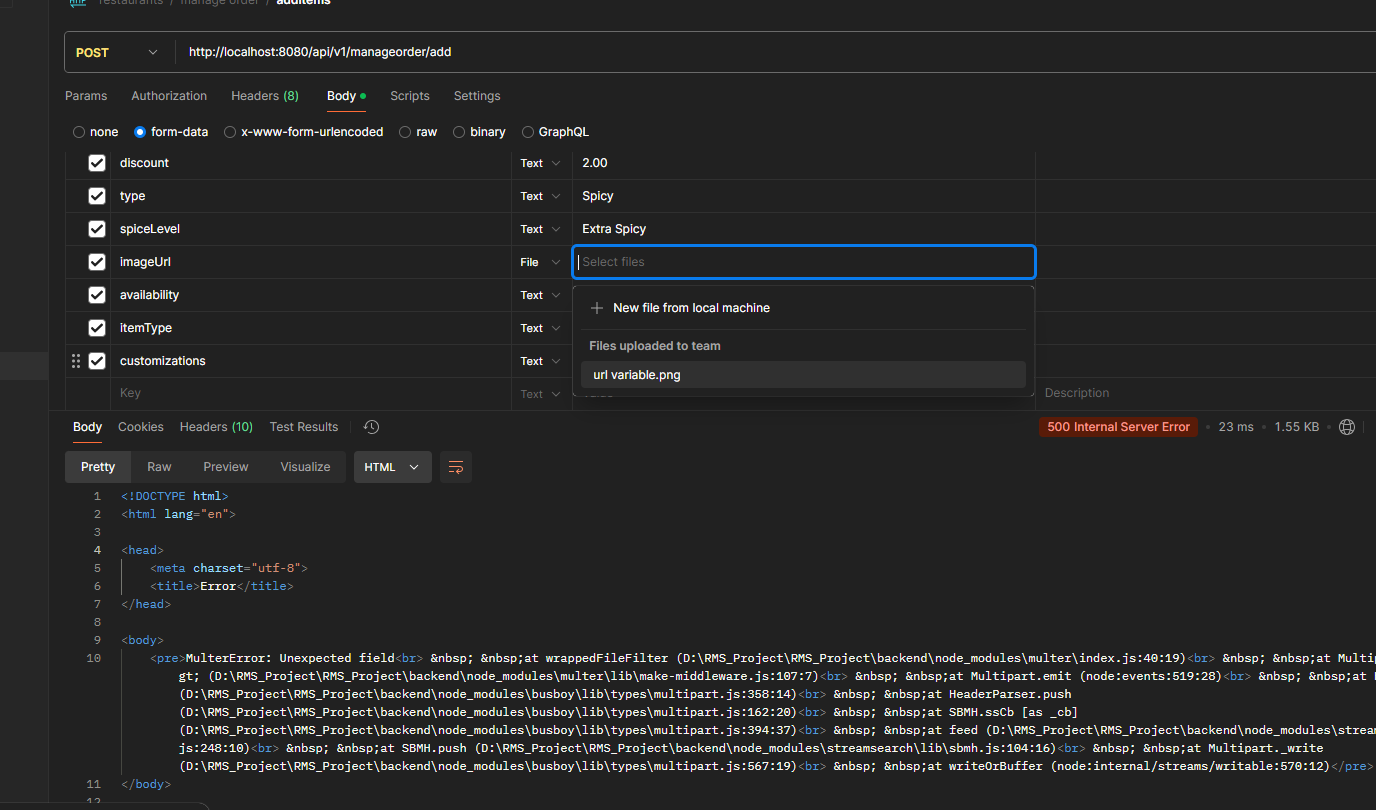 restaurants / manage order / addItems
POST http://localhost:8080/api/v1/manageorder/add
Params Authorization Headers (8) Body Scripts Settings
none form-data x-www-form-urlencoded raw binary GraphQL
discount Text 2.00
type Text Spicy
spiceLevel Text Extra Spicy
imageUrl File Select files
availability Text
New file from local machine
itemType Text
Files uploaded to team
customizations Text
url variable.png
Key Text Description
Body Cookies Headers (10) Test Results 500 Internal Server Error 23 ms 1.55 KB
Pretty Raw Preview Visualize HTML
1 <!DOCTYPE html>
2 <html lang="en">
3
4 <head>
5 <meta charset="utf-8">
6 <title>Error</title>
7 </head>
8
9 <body>
10 <pre>MulterError: Unexpected field<br> &nbsp; &nbsp;at wrappedFileFilter (D:\RMS_Project\RMS_Project\backend\node_modules\multer\index.js:40:19)<br> &nbsp; &nbsp;at Multip
gt; (D:\RMS_Project\RMS_Project\backend\node_modules\multer\lib\make-middleware.js:107:7)<br> &nbsp; &nbsp;at Multipart.emit (node:events:519:28)<br> &nbsp; &nbsp;at
(D:\RMS_Project\RMS_Project\backend\node_modules\busboy\lib\types\multipart.js:358:14)<br> &nbsp; &nbsp;at HeaderParser.push
(D:\RMS_Project\RMS_Project\backend\node_modules\busboy\lib\types\multipart.js:162:20)<br> &nbsp; &nbsp;at SBMH.ssCb [as _cb]
(D:\RMS_Project\RMS_Project\backend\node_modules\busboy\lib\types\multipart.js:394:37)<br> &nbsp; &nbsp;at feed (D:\RMS_Project\RMS_Project\backend\node_modules\strea
js:248:10)<br> &nbsp; &nbsp;at SBMH.push (D:\RMS_Project\RMS_Project\backend\node_modules\streamsearch\lib\sbmh.js:104:16)<br> &nbsp; &nbsp;at Multipart._write
(D:\RMS_Project\RMS_Project\backend\node_modules\busboy\lib\types\multipart.js:567:19)<br> &nbsp; &nbsp;at writeOrBuffer (node:internal/streams/writable:570:12)</pre>
11 </body>
12